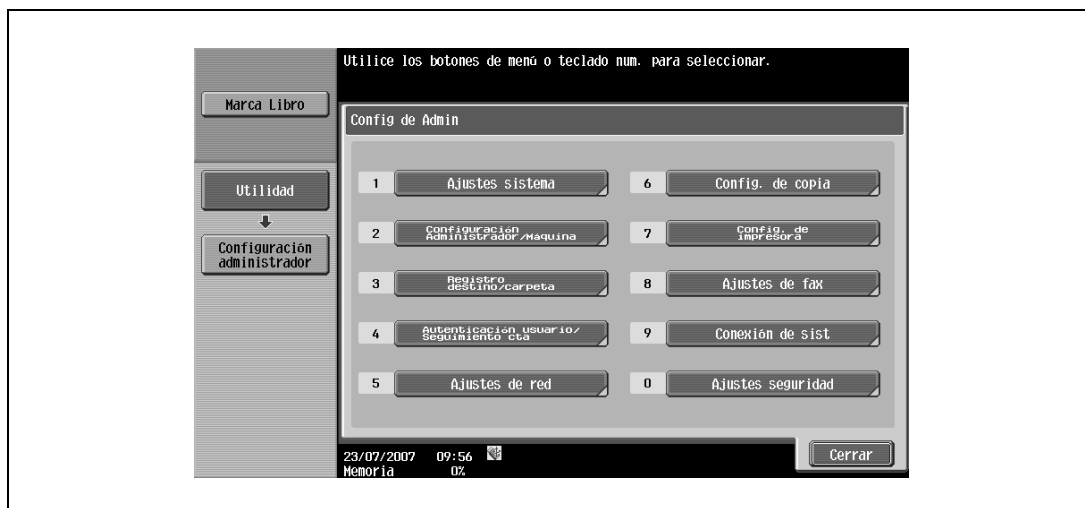 Utilice los botones de menú o teclado num. para seleccionar.
Marca Libro
Config de Admin
Utilidad
Configuración
administrador
1 Ajustes sistema
2 Configuración
Administrador/Máquina
3 Registro
destino/carpeta
4 Autenticación usuario/
Seguimiento cta
5 Ajustes de red
6 Config. de copia
7 Config. de
impresora
8 Ajustes de fax
9 Conexión de sist
0 Ajustes seguridad
23/07/2007 09:56
Memoria 0%
Cerrar